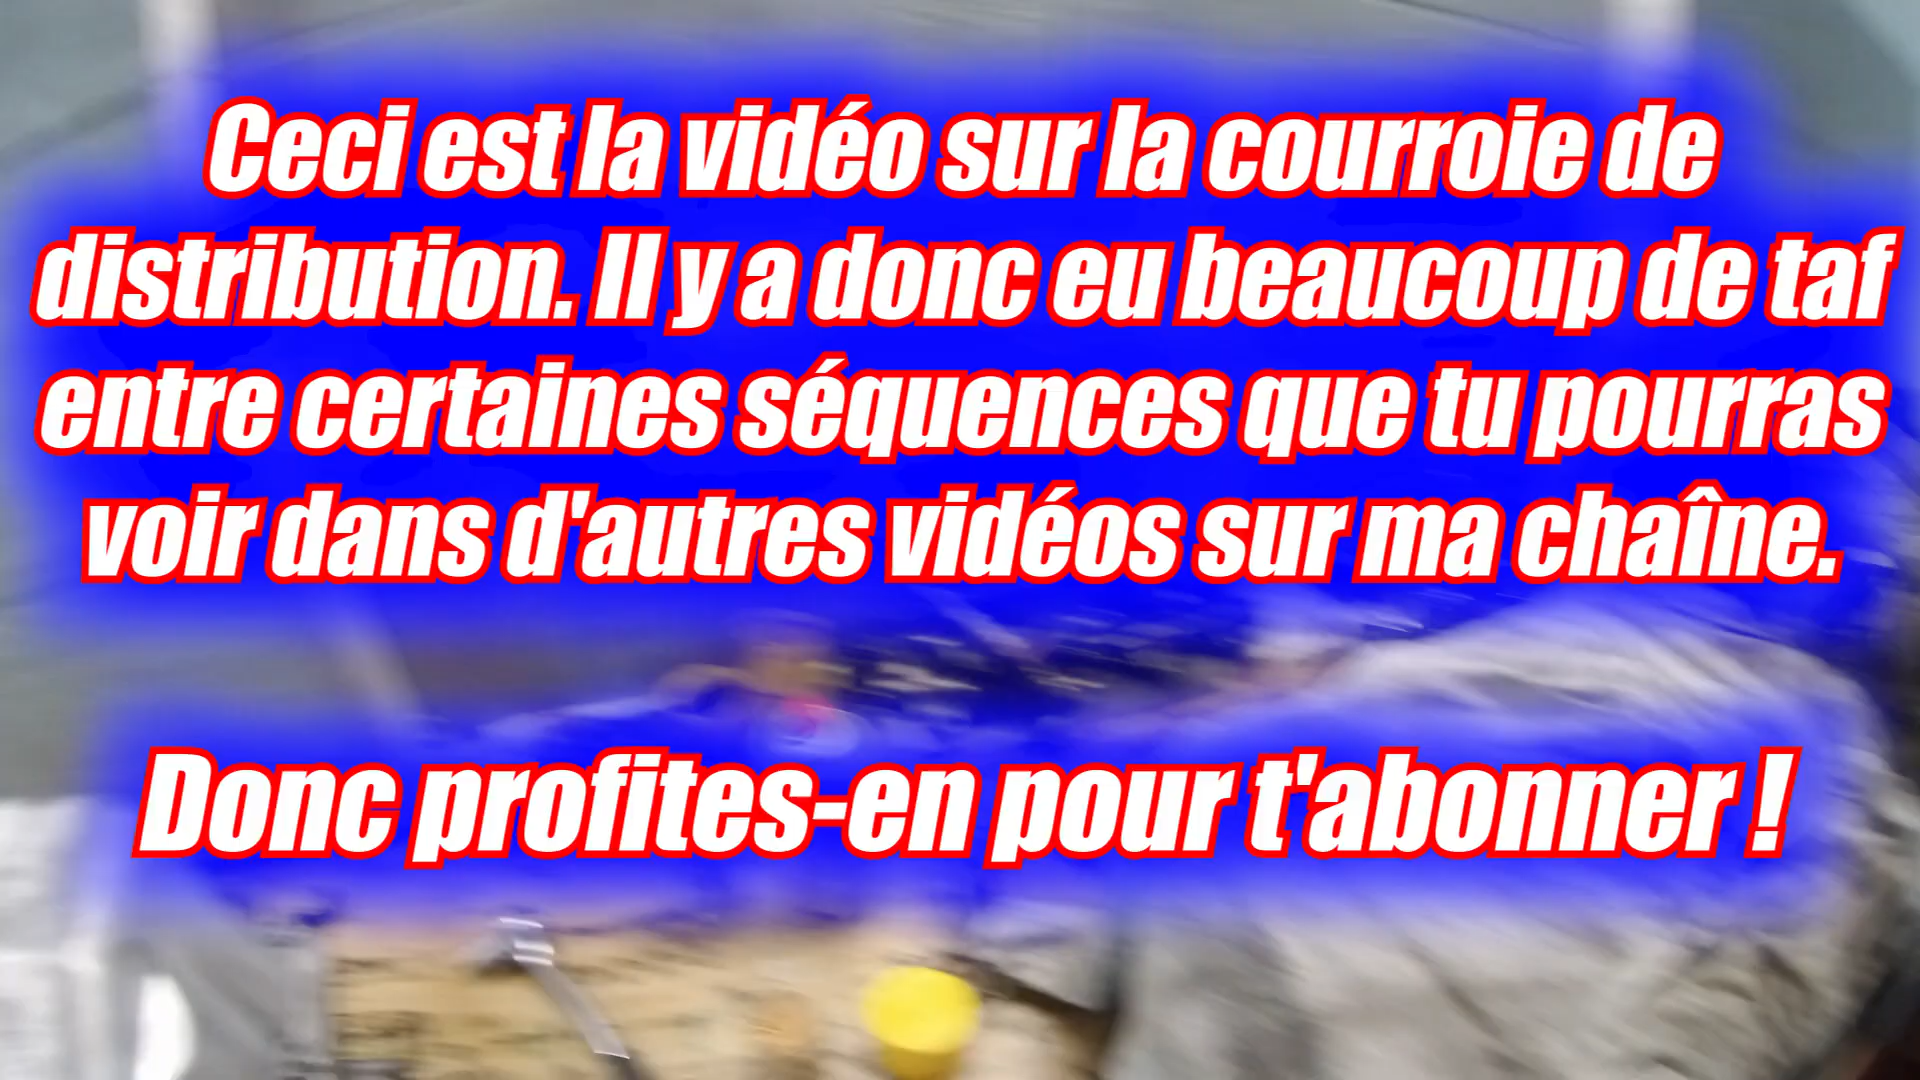 Ceci est la vidéo sur la courroie de
distribution. Il y a donc eu beaucoup de taf
entre certaines séquences que tu pourras
voir dans d'autres vidéos sur ma chaîne.
Donc profites-en pour t'abonner !